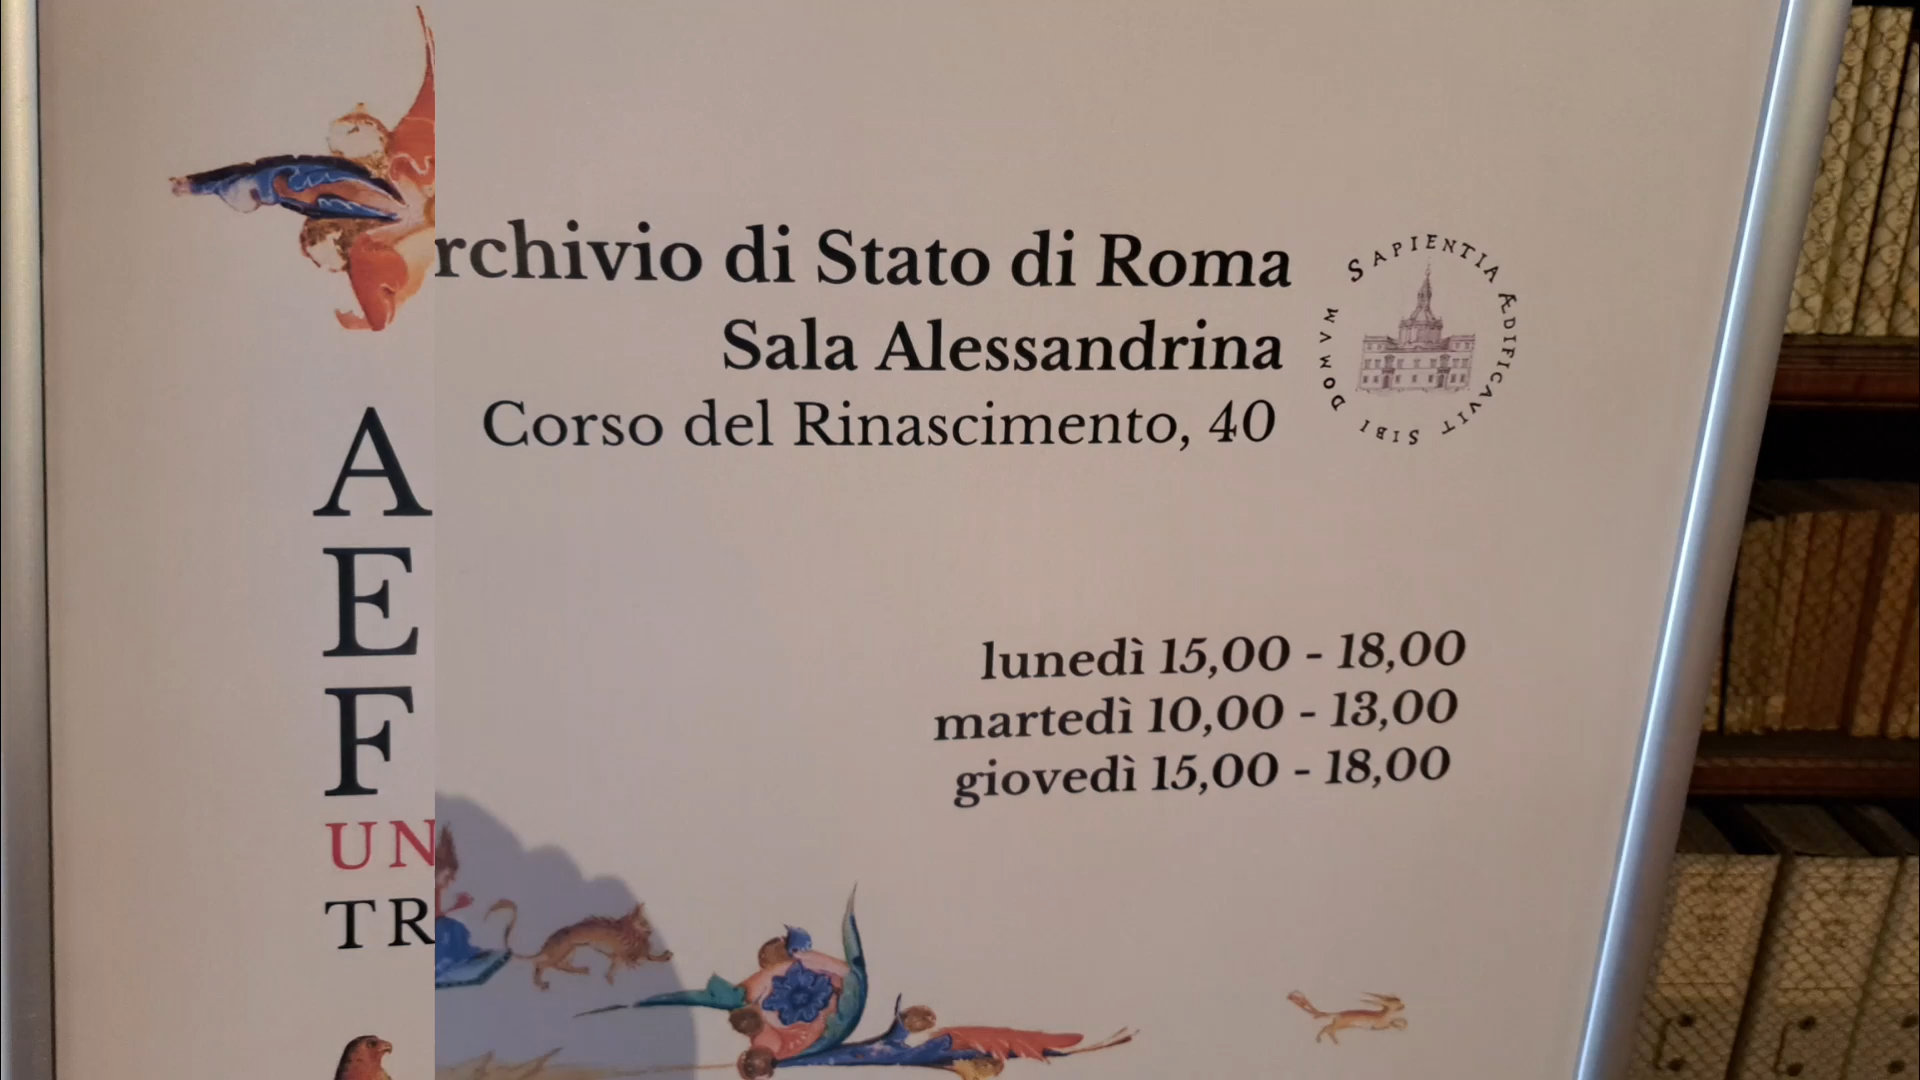 rchivio di Stato di Roma
Sala Alessandrina
Corso del Rinascimento, 40
SAPIENTIA ÆDIFICAVIT SIBI DOMVM
A
E
F
UN
TR
lunedì 15,00 - 18,00
martedì 10,00 - 13,00
giovedì 15,00 - 18,00